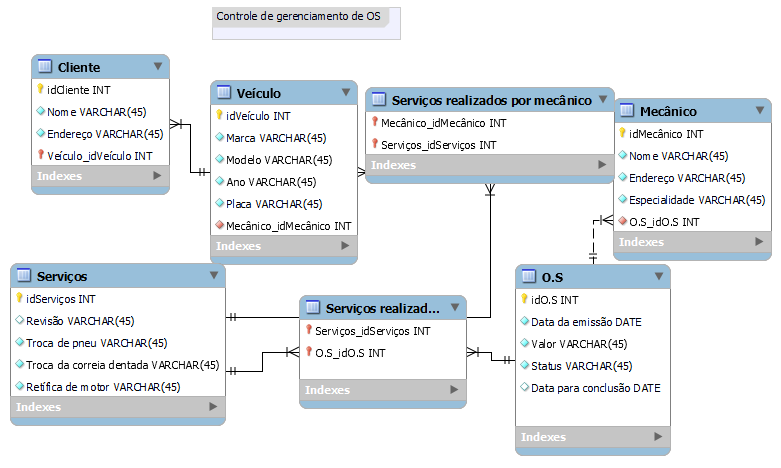 Controle de gerenciamento de OS
Cliente
idCliente INT
Nome VARCHAR(45)
Endereço VARCHAR(45)
Veículo_idVeículo INT
Indexes
Veículo
idVeículo INT
Marca VARCHAR(45)
Modelo VARCHAR(45)
Ano VARCHAR(45)
Placa VARCHAR(45)
Mecânico_idMecânico INT
Indexes
Serviços realizados por mecânico
Mecânico_idMecânico INT
Serviços_idServiços INT
Indexes
Mecânico
idMecânico INT
Nome VARCHAR(45)
Endereço VARCHAR(45)
Especialidade VARCHAR(45)
O.S_idO.S INT
Indexes
Serviços
idServiços INT
Revisão VARCHAR(45)
Troca de pneu VARCHAR(45)
Troca da correia dentada VARCHAR(45)
Retífica de motor VARCHAR(45)
Indexes
Serviços realizad...
Serviços_idServiços INT
O.S_idO.S INT
Indexes
O.S
idO.S INT
Data da emissão DATE
Valor VARCHAR(45)
Status VARCHAR(45)
Data para conclusão DATE
Indexes